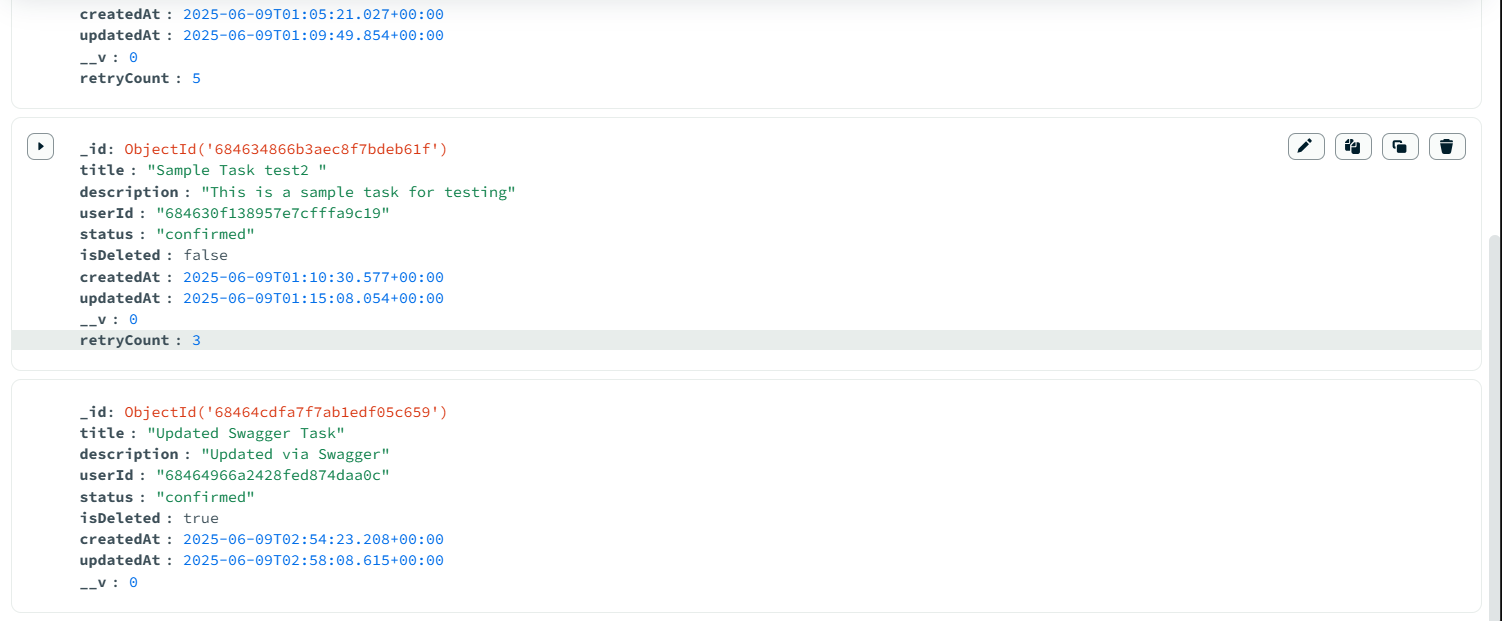 createdAt : 2025-06-09T01:05:21.027+00:00
updatedAt : 2025-06-09T01:09:49.854+00:00
__v : 0
retryCount : 5
_id: ObjectId('684634866b3aec8f7bdeb61f')
title : "Sample Task test2 "
description : "This is a sample task for testing"
userId : "684630f138957e7cfffa9c19"
status : "confirmed"
isDeleted : false
createdAt : 2025-06-09T01:10:30.577+00:00
updatedAt : 2025-06-09T01:15:08.054+00:00
__v : 0
retryCount : 3
_id: ObjectId('68464cdfa7f7ab1edf05c659')
title : "Updated Swagger Task"
description : "Updated via Swagger"
userId : "68464966a2428fed874daa0c"
status : "confirmed"
isDeleted : true
createdAt : 2025-06-09T02:54:23.208+00:00
updatedAt : 2025-06-09T02:58:08.615+00:00
__v : 0